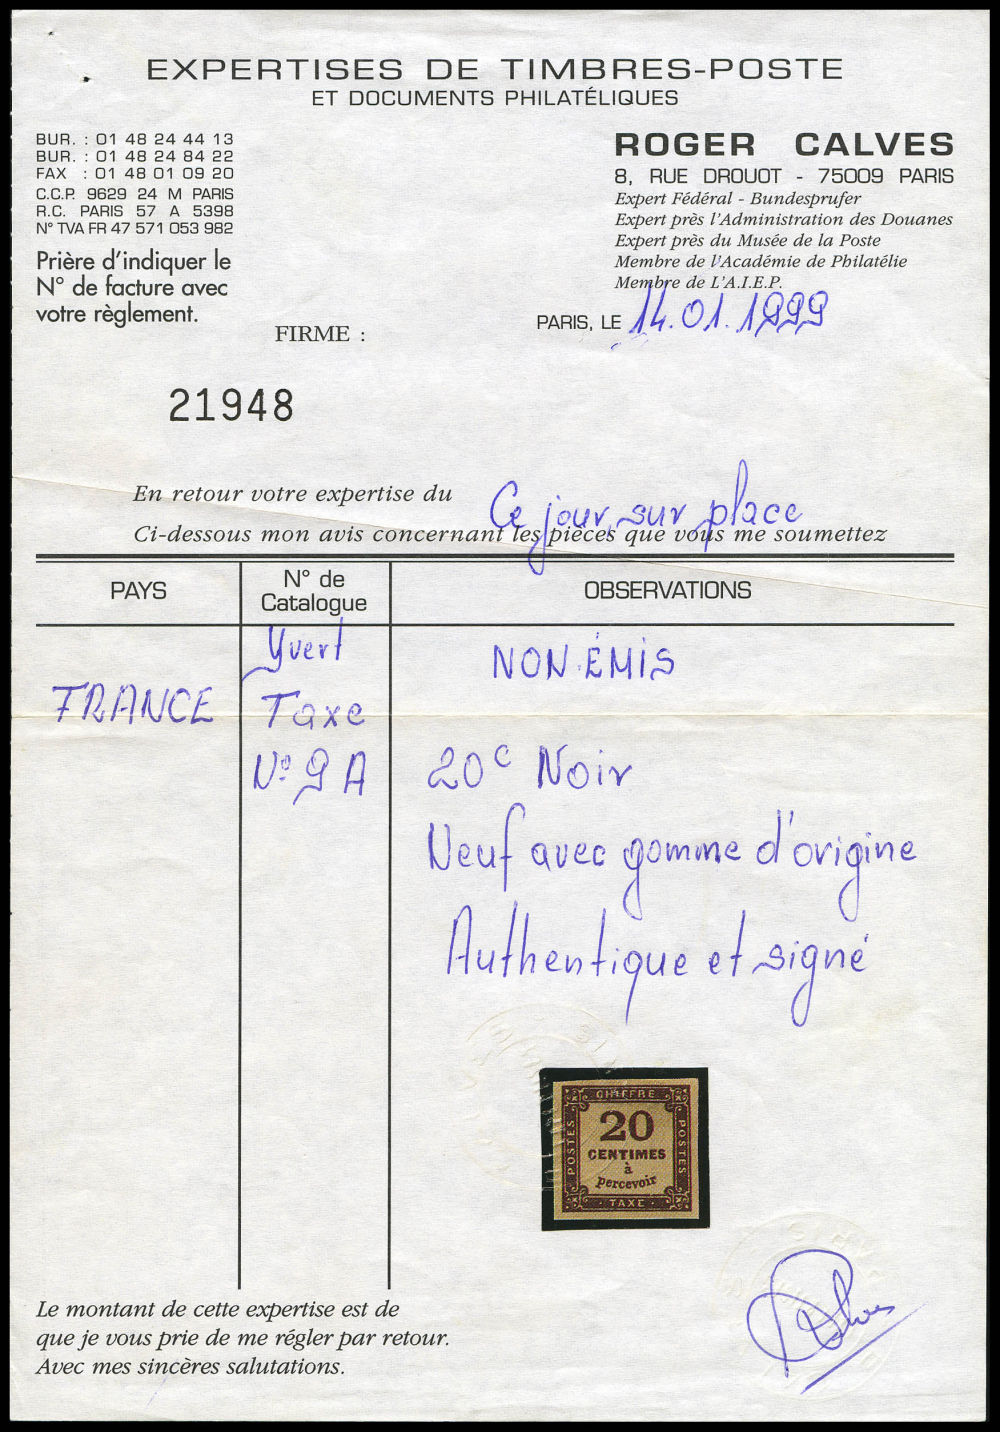 EXPERTISES DE TIMBRES-POSTE
ET DOCUMENTS PHILATÉLIQUES
BUR. : 01 48 24 44 13
BUR. : 01 48 24 84 22
FAX : 01 48 01 09 20
C.C.P. 9629 24 M PARIS
R.C. PARIS 57 A 5398
N° TVA FR 47 571 053 982
Prière d'indiquer le
N° de facture avec
votre règlement.
ROGER CALVES
8, RUE DROUOT - 75009 PARIS
Expert Fédéral - Bundesprufer
Expert près l'Administration des Douanes
Expert près du Musée de la Poste
Membre de l'Académie de Philatélie
Membre de L'A.I.E.P.
PARIS, LE 14.01.1999
FIRME :
21948
En retour votre expertise du Ce jour, sur place
Ci-dessous mon avis concernant les pièces que vous me soumettez
PAYS
N° de
Catalogue
OBSERVATIONS
FRANCE
Yvert
Taxe
N° 9 A
NON-ÉMIS
20c Noir
Neuf avec gomme d'origine
Authentique et signé
CHIFFRE
POSTES
20
CENTIMES
à
percevoir
POSTES
· TAXE ·
Le montant de cette expertise est de
que je vous prie de me régler par retour.
Avec mes sincères salutations.